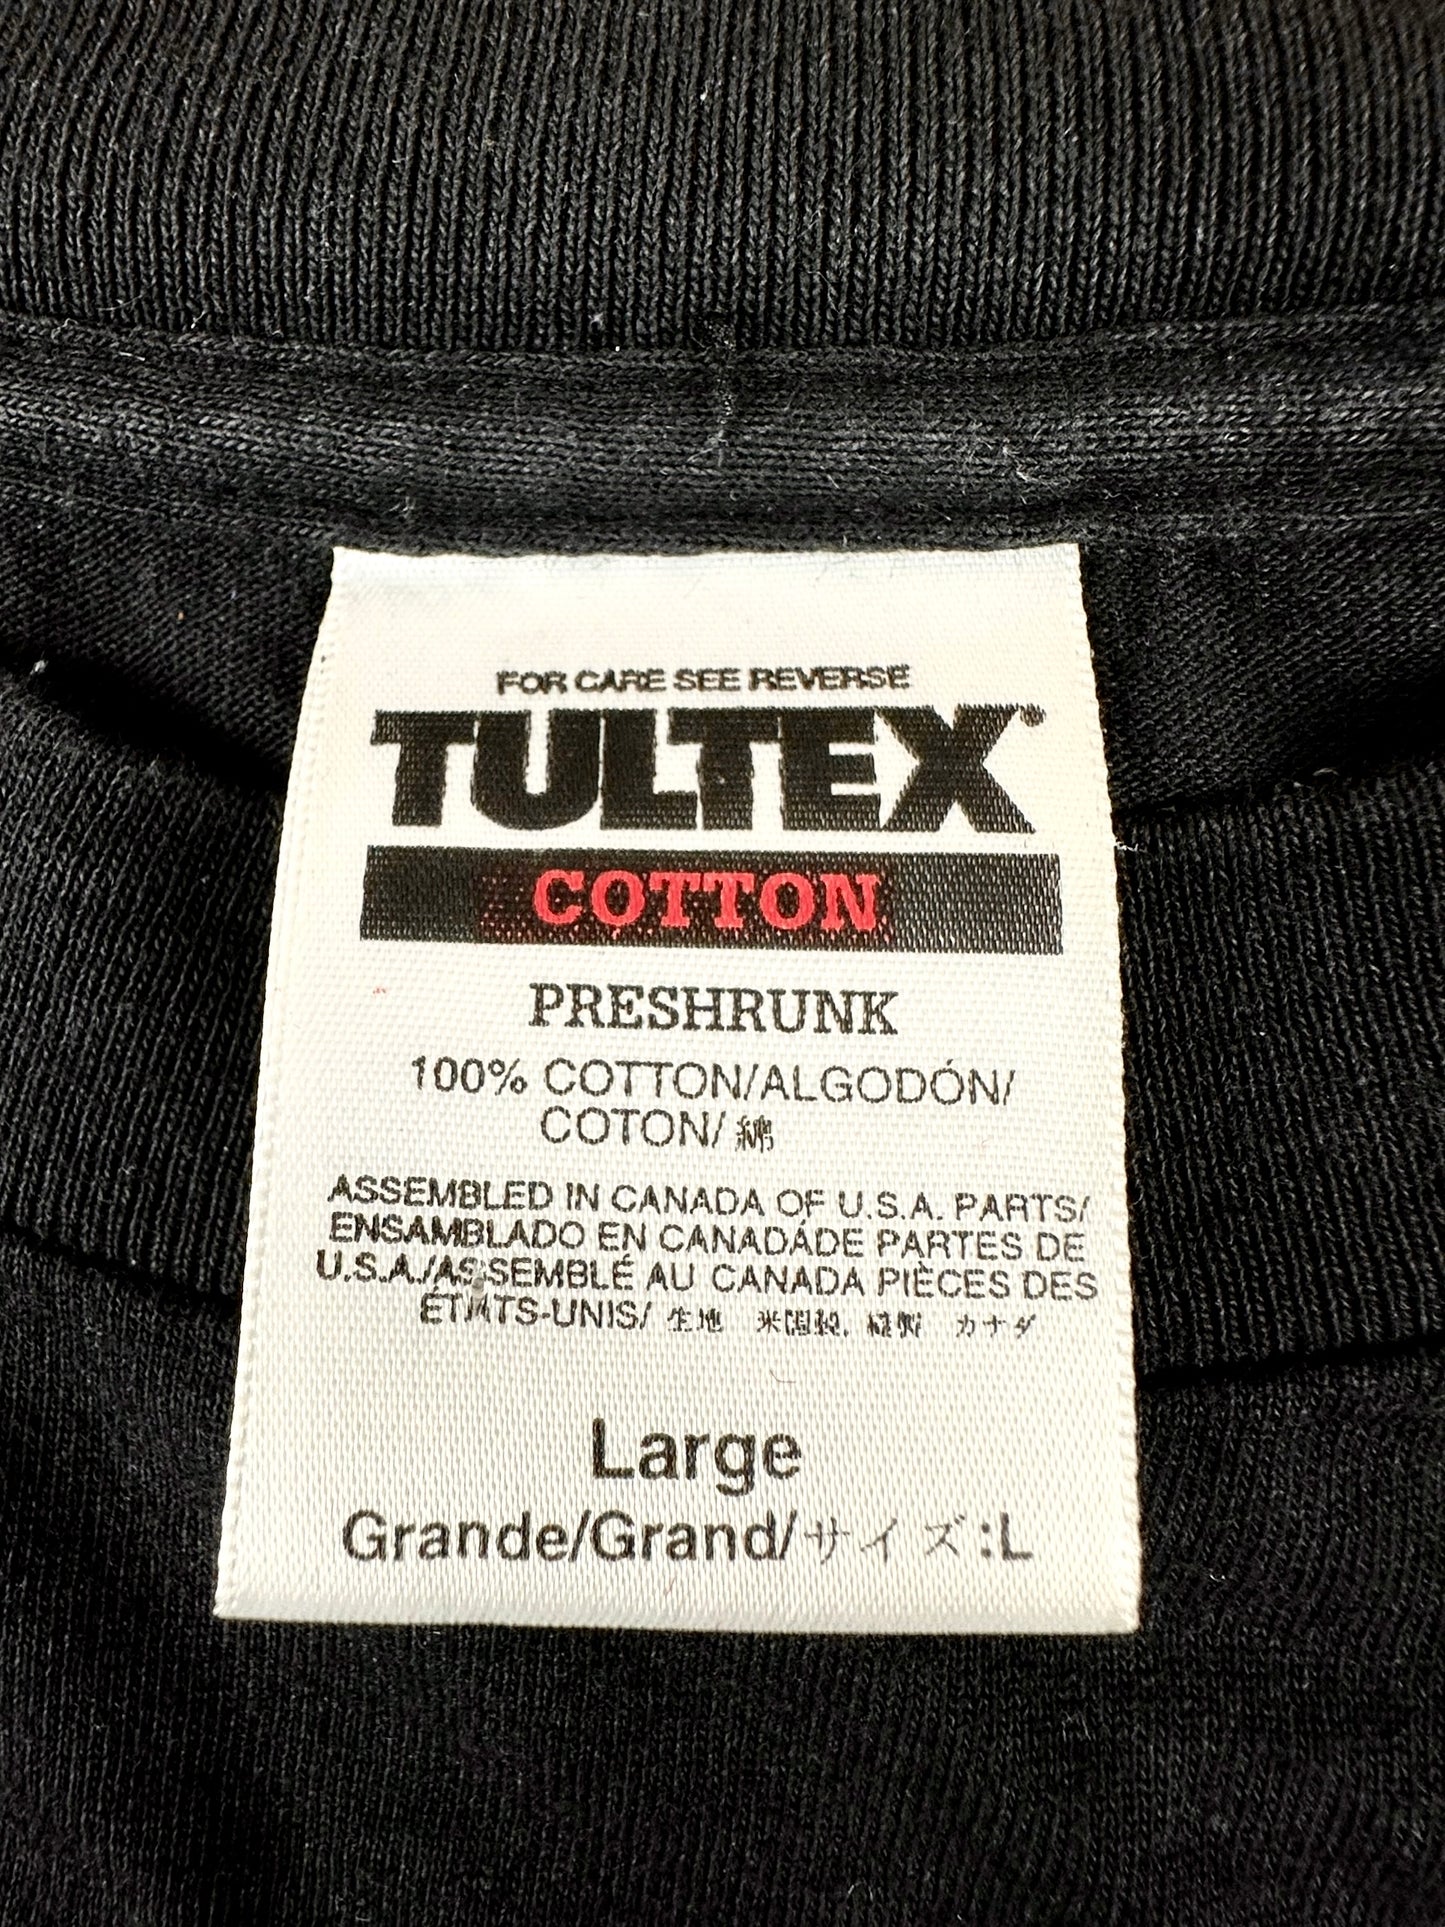 FOR CARE SEE REVERSE
TULTEX®
COTTON
PRESHRUNK
100% COTTON/ALGODÓN/
COTON/ 綿
ASSEMBLED IN CANADA OF U.S.A. PARTS/
ENSAMBLADO EN CANADÁDE PARTES DE
U.S.A./ASSEMBLÉ AU CANADA PIÈCES DES
ETATS-UNIS/ 生地 米国製, 縫製 カナダ
Large
Grande/Grand/サイズ:L